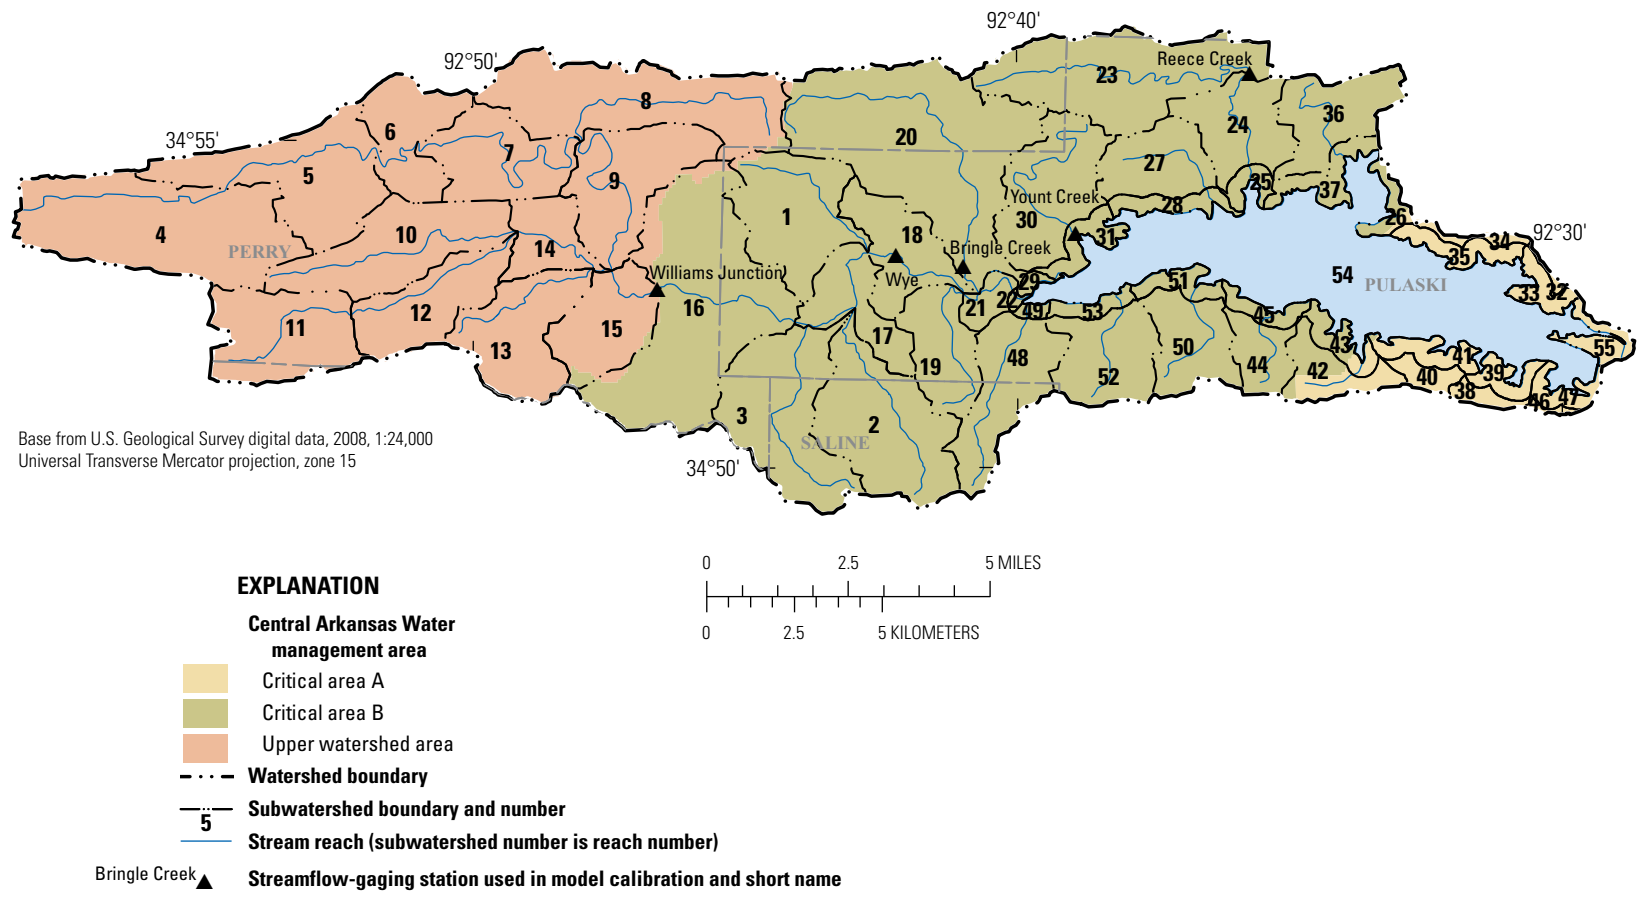 92°40'
Reece Creek
92°50'
23
8
6
36
24
20
34°55'
7
27
5
9
25
37
Yount Creek
28
1
30
26
4
10
18
31
92°30'
PERRY
14
Bringle Creek
34
35
Williams Junction
Wye
29
51
54
PULASKI
33
32
16
21
22
49
53
45
12
11
15
17
43
55
13
48
50
41
19
52
44
42
40
39
38
46
47
3
2
SALINE
Base from U.S. Geological Survey digital data, 2008, 1:24,000
Universal Transverse Mercator projection, zone 15
34°50'
0 2.5 5 MILES
0 2.5 5 KILOMETERS
EXPLANATION
Central Arkansas Water
management area
Critical area A
Critical area B
Upper watershed area
Watershed boundary
Subwatershed boundary and number
5
Stream reach (subwatershed number is reach number)
Bringle Creek
Streamflow-gaging station used in model calibration and short name